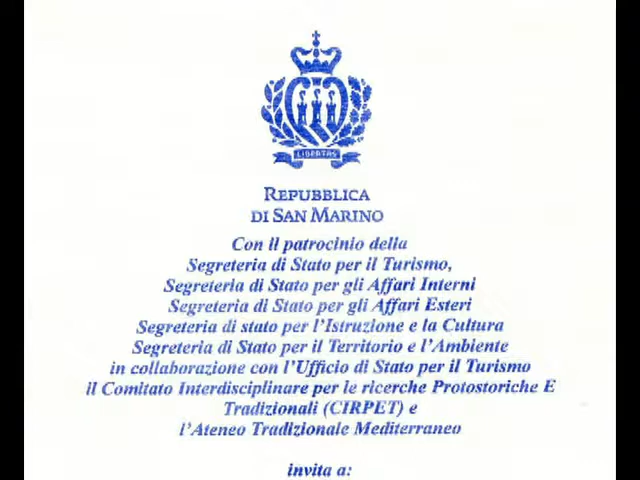 LIBERTAS
REPUBBLICA
DI SAN MARINO
Con il patrocinio della
Segreteria di Stato per il Turismo,
Segreteria di Stato per gli Affari Interni
Segreteria di Stato per gli Affari Esteri
Segreteria di stato per l'Istruzione e la Cultura
Segreteria di Stato per il Territorio e l'Ambiente
in collaborazione con l'Ufficio di Stato per il Turismo
il Comitato Interdisciplinare per le ricerche Protostoriche E
Tradizionali (CIRPET) e
l'Ateneo Tradizionale Mediterraneo
invita a: